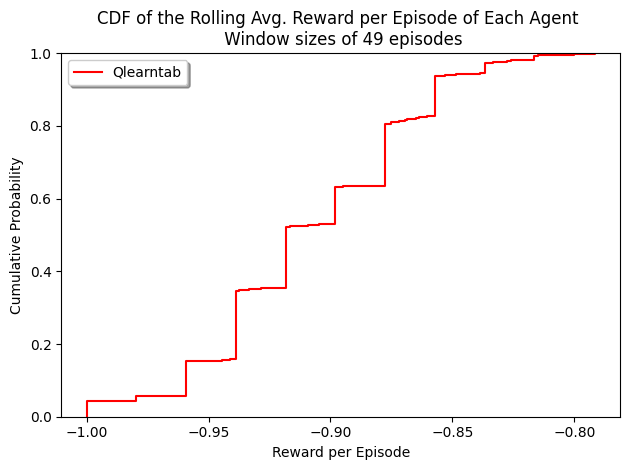 CDF of the Rolling Avg. Reward per Episode of Each Agent
Window sizes of 49 episodes
Qlearntab
Cumulative Probability
1.0
0.8
0.6
0.4
0.2
0.0
−1.00
−0.95
−0.90
−0.85
−0.80
Reward per Episode